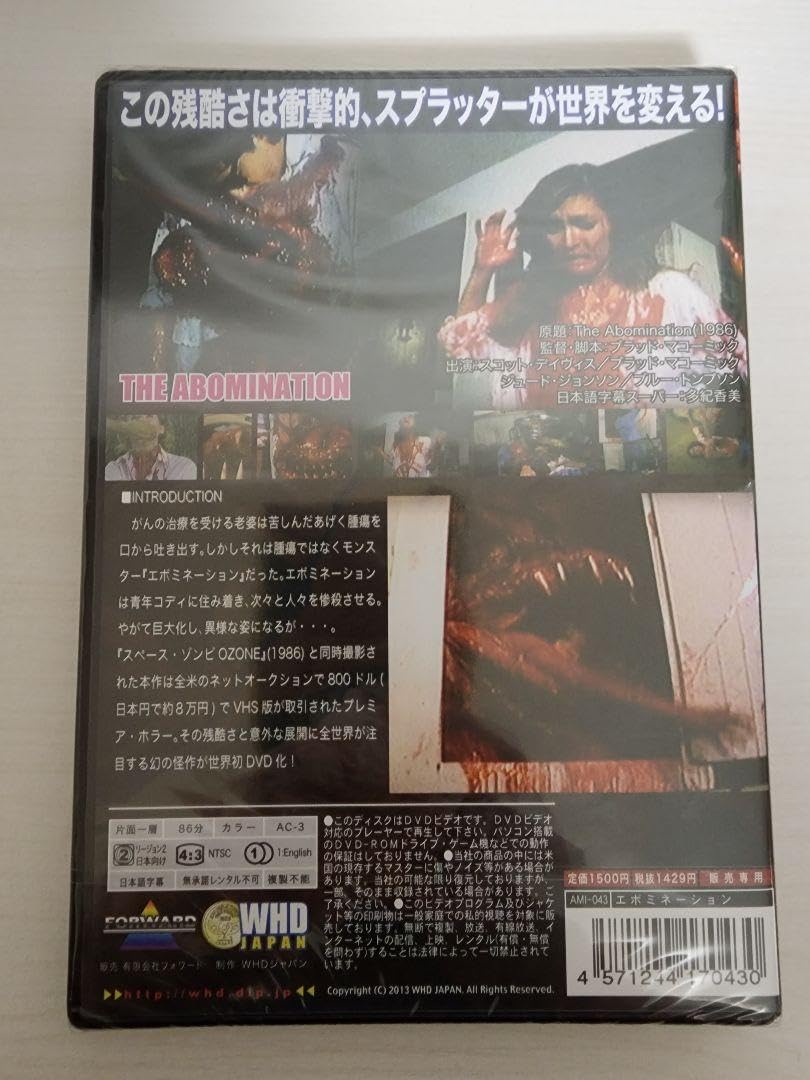 この残酷さは衝撃的、スプラッターが世界を変える!
原題:The Abomination(1986)
監督・脚本:ブラッド・マコーミック
出演:スコット・デイヴィス/ブラッド・マコーミック
ジュード・ジョンソン/ブルー・トンプソン
日本語字幕スーパー:多紀香美
THE ABOMINATION
■INTRODUCTION
がんの治療を受ける老婆は苦しんだあげく腫瘍を
口から吐き出す。しかしそれは腫瘍ではなくモンス
ター『エボミネーション』だった。エボミネーション
は青年コディに住み着き、次々と人々を惨殺させる。
やがて巨大化し、異様な姿になるが・・・。
『スペース・ゾンビOZONE』(1986)と同時撮影さ
れた本作は全米のネットオークションで800ドル(
日本円で約8万円)でVHS版が取引されたプレミ
ア・ホラー。その残酷さと意外な展開に全世界が注
目する幻の怪作が世界初DVD化!
片面一層 86分 カラー AC-3
2 リージョン2 日本向け 4:3 NTSC 1 1:English
日本語字幕 無承諾レンタル不可 複製不能
FORWARD WHD JAPAN
販売 有限会社フォワード 制作 WHDジャパン
▶▶http://whd.dip.jp◀◀
●このディスクはDVDビデオです。DVDビデオ
対応のプレーヤーで再生して下さい。パソコン搭載
のDVD-ROMドライブ・ゲーム機などでの動作
の保証はしておりません。●当社の商品の中には米
国の現存するマスターに傷やノイズ等がある場合が
あります。当社の可能な限り復元しておりますが、
一部、そのまま収録されている場合があります。ご
了承ください。●このビデオプログラム及びジャケ
ット等の印刷物は一般家庭での私的視聴を対象に販
売しております。無断で複製、放送、有線放送、イ
ンターネットの配信、上映、レンタル(有償・無償
を問わず)することは法律によって一切禁止されて
います。
Copyright (C) 2013 WHD JAPAN. All Rights Reserved.
定価1500円 税抜1429円 販売専用
AMI-043 エボミネーション
4 571244 170430